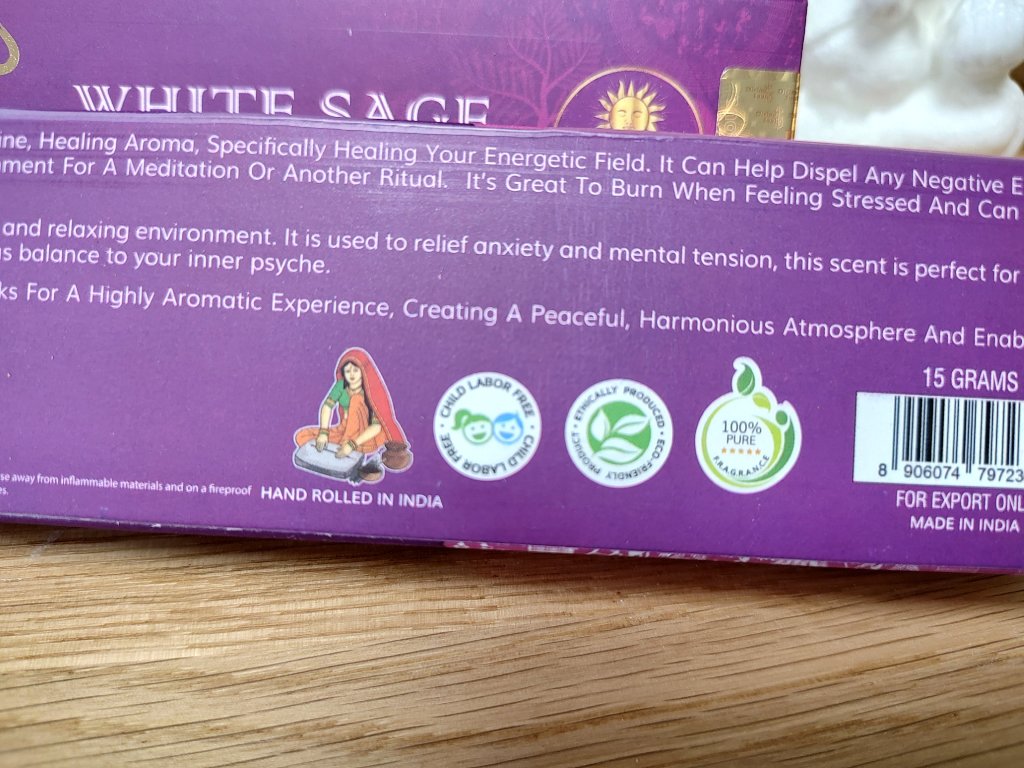 WHITE SAGE
ine, Healing Aroma, Specifically Healing Your Energetic Field. It Can Help Dispel Any Negative E
ment For A Meditation Or Another Ritual. It's Great To Burn When Feeling Stressed And Can
and relaxing environment. It is used to relief anxiety and mental tension, this scent is perfect for
s balance to your inner psyche.
ks For A Highly Aromatic Experience, Creating A Peaceful, Harmonious Atmosphere And Enab
CHILD LABOR FREE • CHILD LABOR FREE •
ETHICALLY PRODUCED • ECO-FRIENDLY PRODUCT •
100%
PURE
FRAGRANCE
15 GRAMS
8 906074 79723
se away from inflammable materials and on a fireproof
es.
HAND ROLLED IN INDIA
FOR EXPORT ONL
MADE IN INDIA